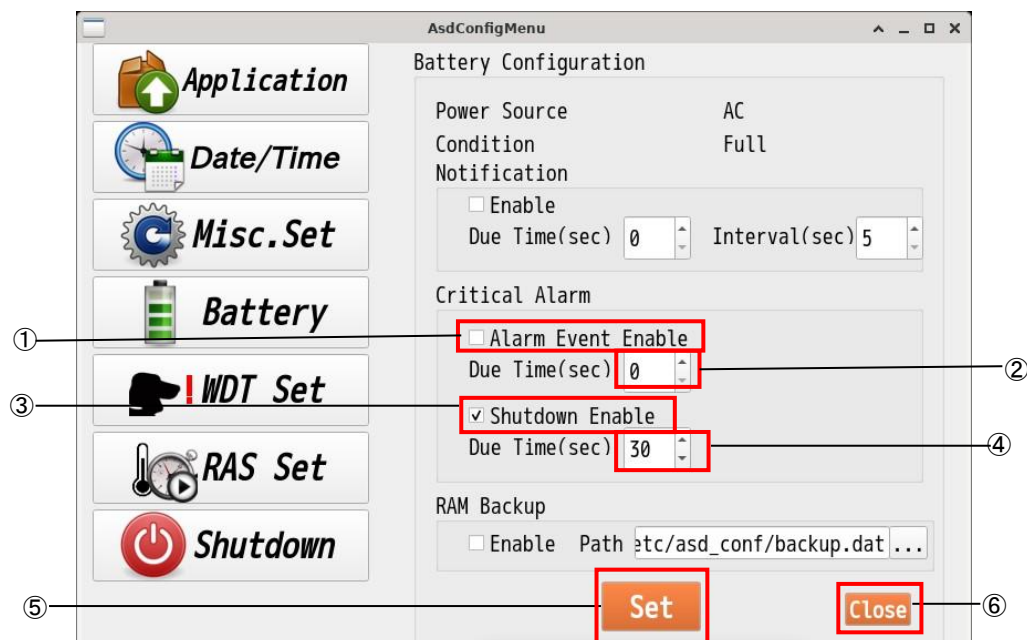 AsdConfigMenu
Application
Date/Time
Misc.Set
Battery
WDT Set
RAS Set
Shutdown
Battery Configuration
Power Source AC
Condition Full
Notification
Enable
Due Time(sec) 0 Interval(sec) 5
Critical Alarm
① Alarm Event Enable
Due Time(sec) 0 ②
③ Shutdown Enable
Due Time(sec) 30 ④
RAM Backup
Enable Path etc/asd_conf/backup.dat ...
⑤ Set Close ⑥